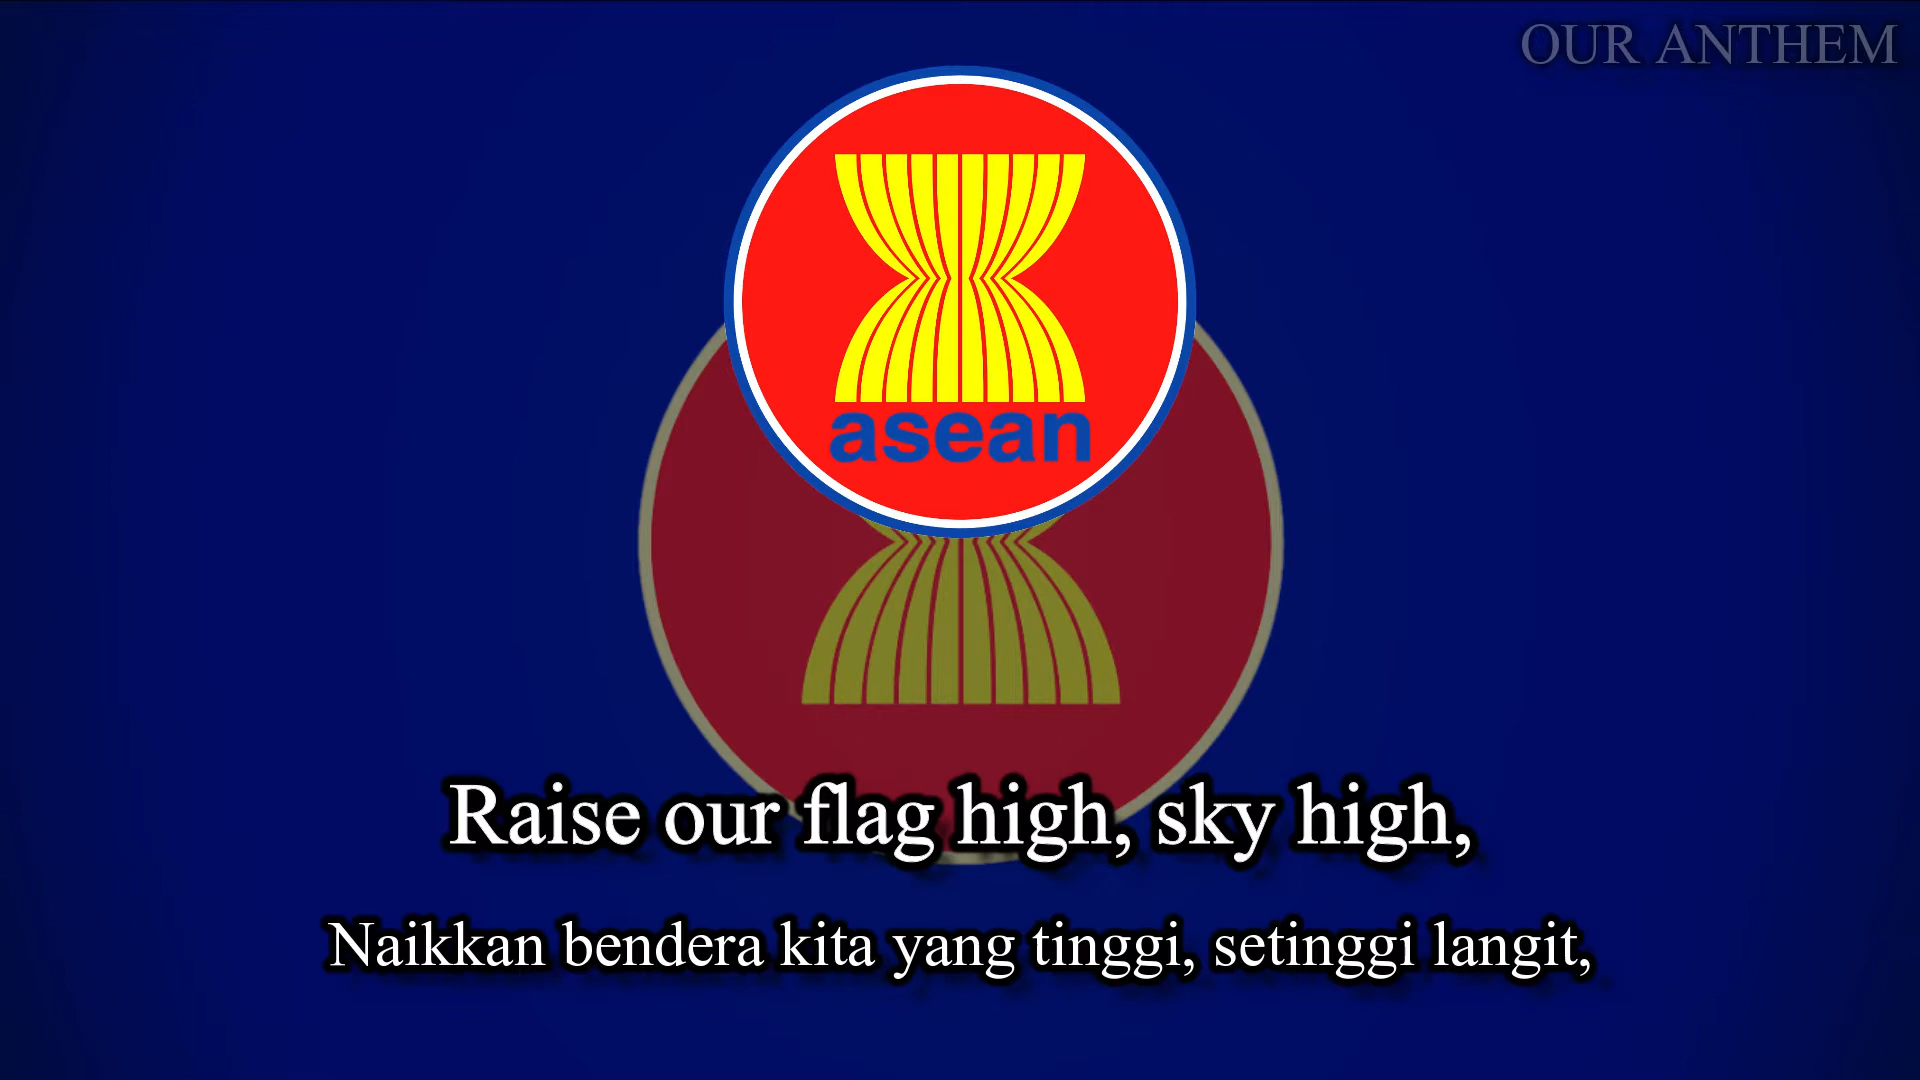 OUR ANTHEM
asean
Raise our flag high, sky high,
Naikkan bendera kita yang tinggi, setinggi langit,